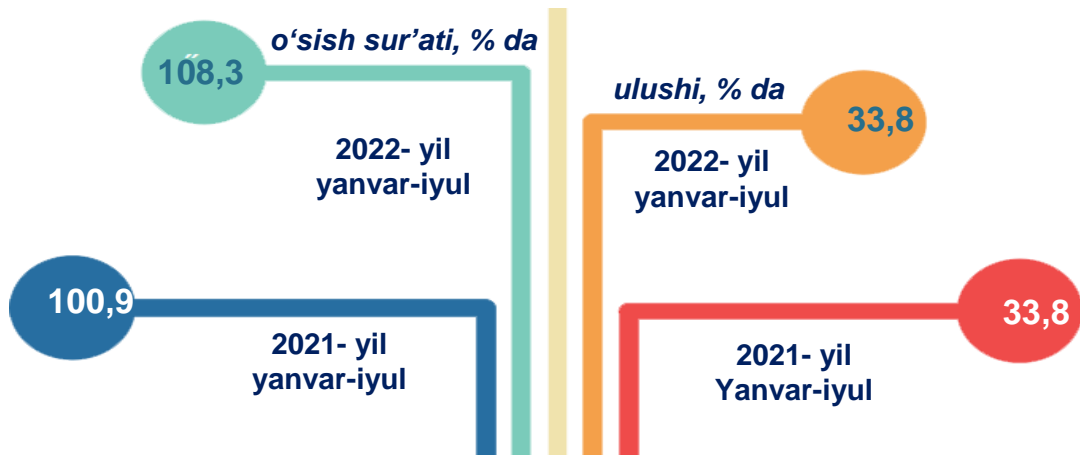 o‘sish sur’ati, % da
108,3
2022- yil
yanvar-iyul
100,9
2021- yil
yanvar-iyul
ulushi, % da
33,8
2022- yil
yanvar-iyul
33,8
2021- yil
Yanvar-iyul